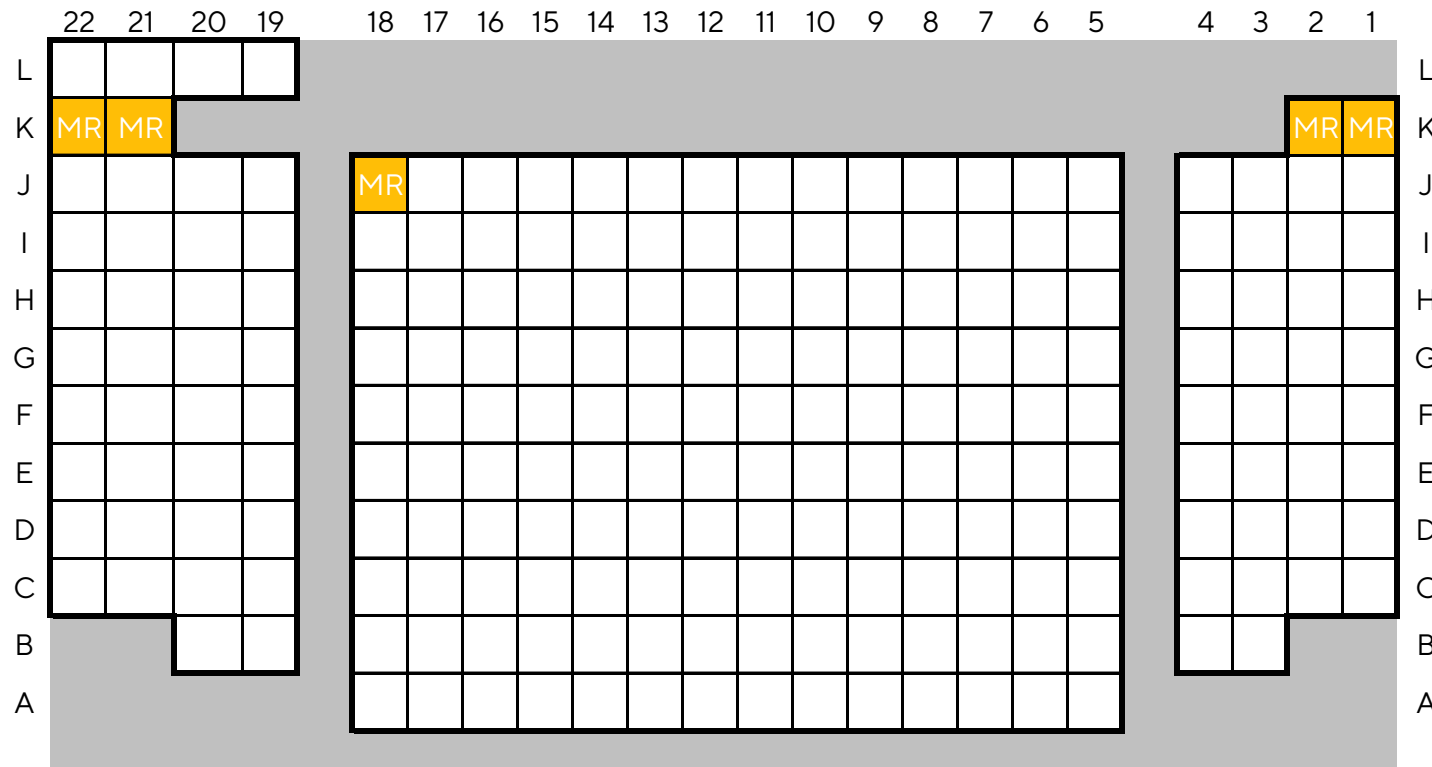 22 21 20 19 18 17 16 15 14 13 12 11 10 9 8 7 6 5 4 3 2 1
L L
K MR MR MR MR K
J MR J
I I
H H
G G
F F
E E
D D
C C
B B
A A